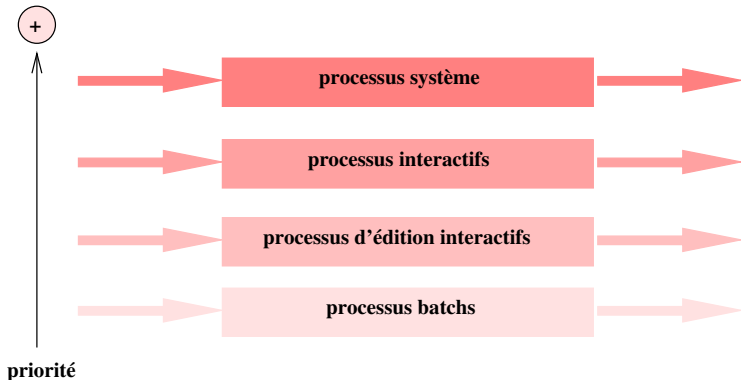 +
processus système
processus interactifs
processus d'édition interactifs
processus batchs
priorité